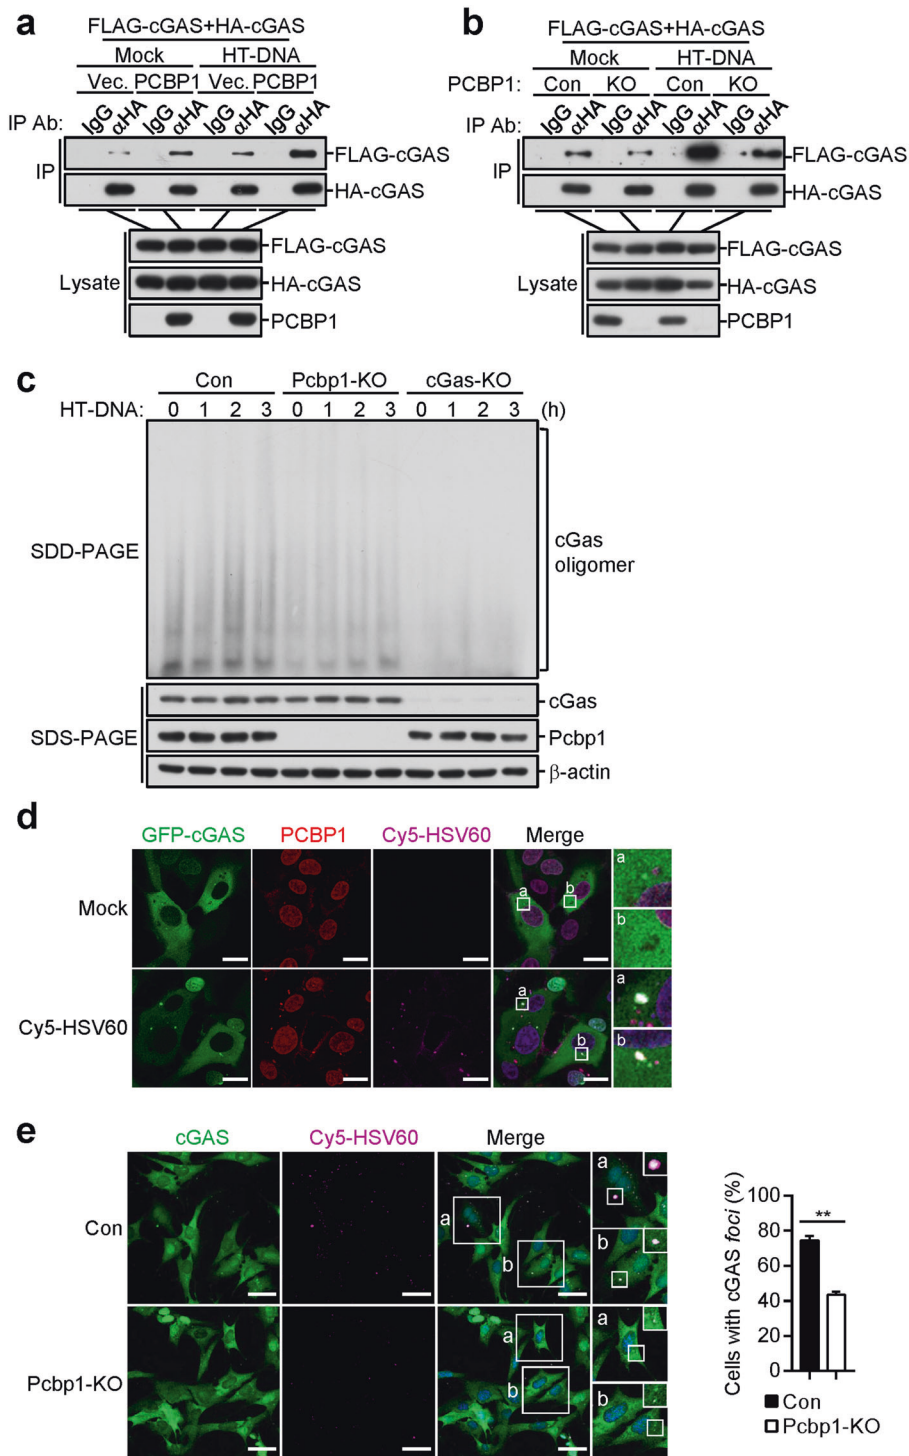 a
FLAG-cGAS+HA-cGAS
Mock HT-DNA
Vec. PCBP1 Vec. PCBP1
IP Ab: IgG αHA IgG αHA IgG αHA IgG αHA
IP
FLAG-cGAS
HA-cGAS
Lysate
FLAG-cGAS
HA-cGAS
PCBP1
b
FLAG-cGAS+HA-cGAS
Mock HT-DNA
PCBP1: Con KO Con KO
IP Ab: IgG αHA IgG αHA IgG αHA IgG αHA
IP
FLAG-cGAS
HA-cGAS
Lysate
FLAG-cGAS
HA-cGAS
PCBP1
c
Con Pcbp1-KO cGas-KO
HT-DNA: 0 1 2 3 0 1 2 3 0 1 2 3 (h)
SDD-PAGE
cGas
oligomer
SDS-PAGE
cGas
Pcbp1
β-actin
d
GFP-cGAS PCBP1 Cy5-HSV60 Merge
Mock
a b
a
b
Cy5-HSV60
a b
a
b
e
cGAS Cy5-HSV60 Merge
Con
a
b
a
b
Pcbp1-KO
a
b
a
b
Cells with cGAS foci (%)
100
80
60
40
20
0
**
Con
Pcbp1-KO